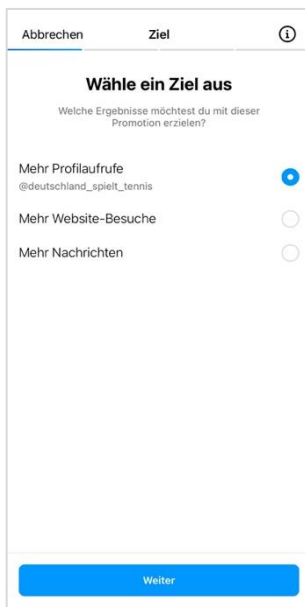 Abbrechen Ziel
Wähle ein Ziel aus
Welche Ergebnisse möchtest du mit dieser
Promotion erzielen?
Mehr Profilaufrufe
@deutschland_spielt_tennis
Mehr Website-Besuche
Mehr Nachrichten
Weiter